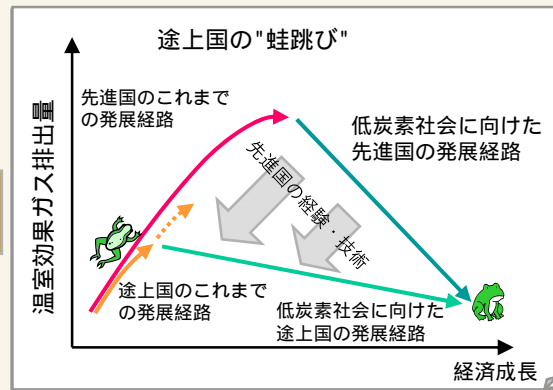 途上国の"蛙跳び"
温室効果ガス排出量
先進国のこれまで
の発展経路
低炭素社会に向けた
先進国の発展経路
先進国の経験・技術
途上国のこれまで
の発展経路
低炭素社会に向けた
途上国の発展経路
経済成長